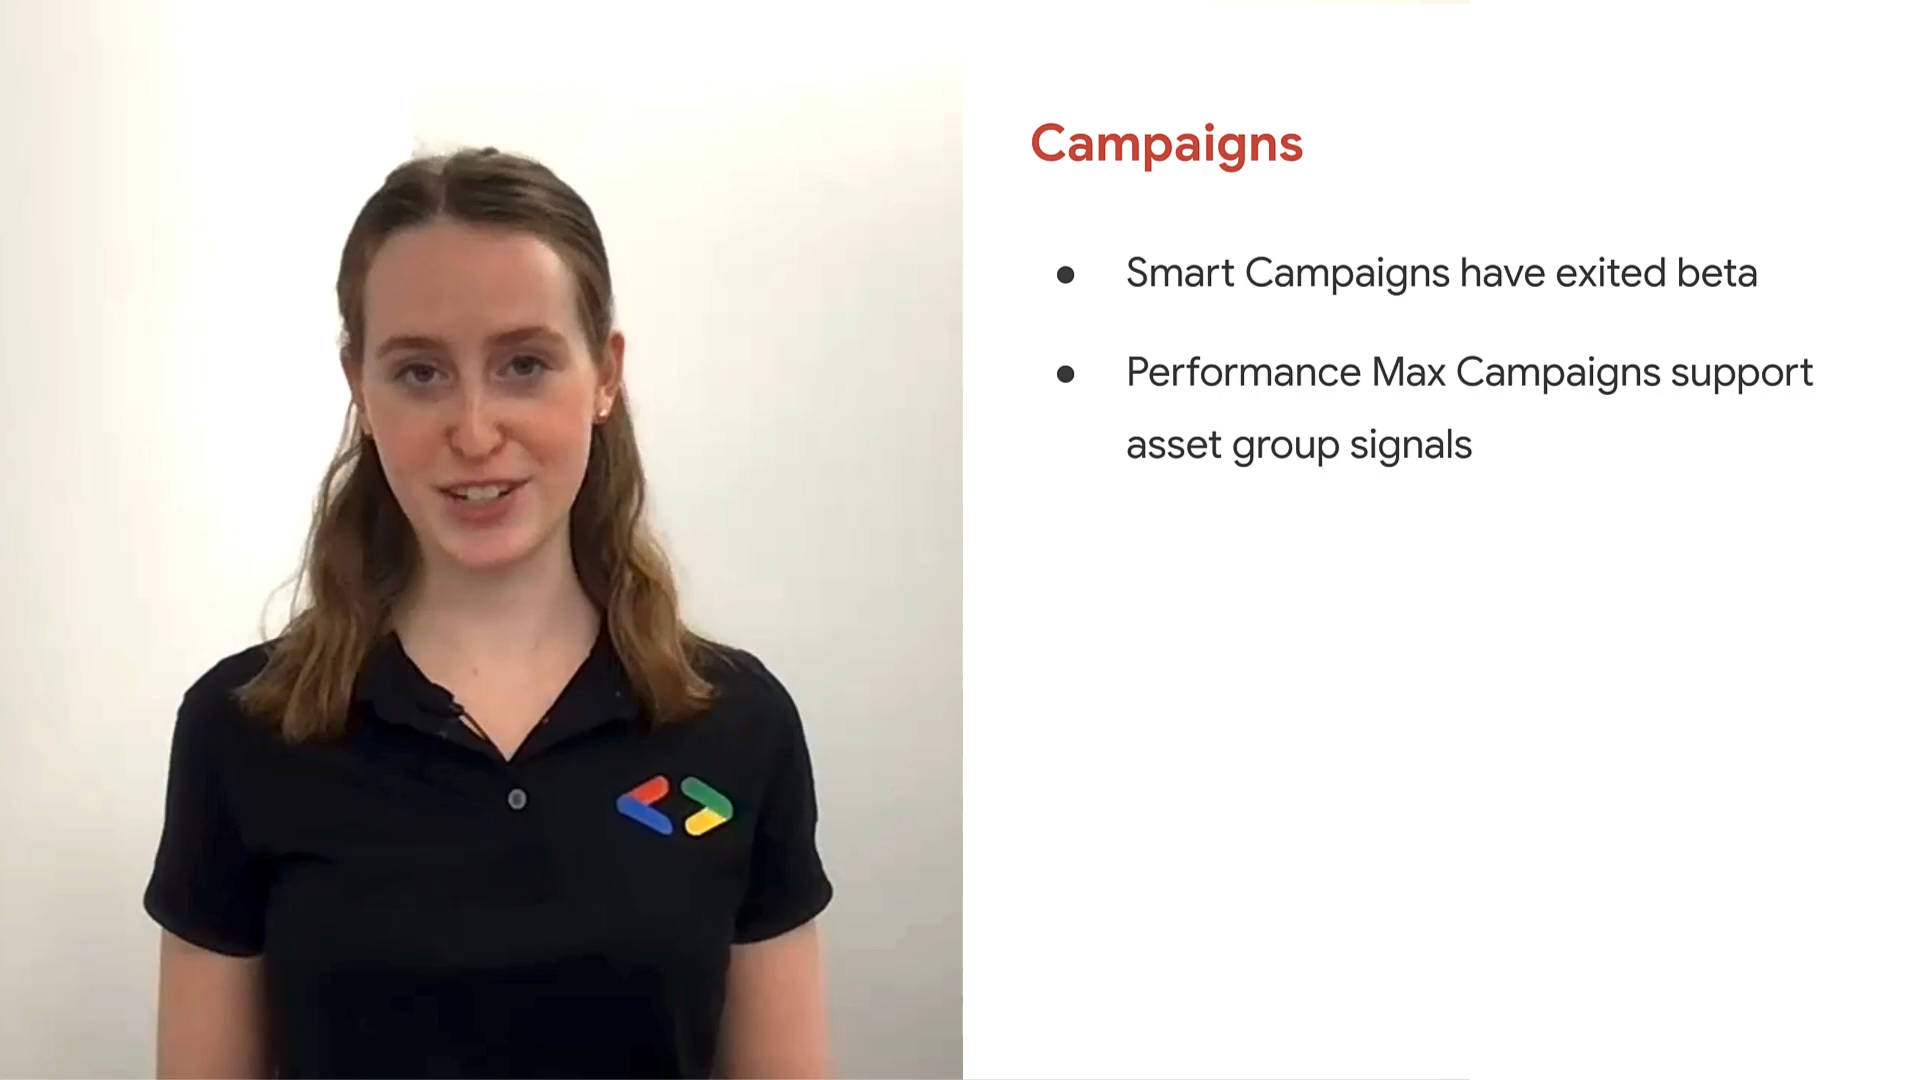 Campaigns
● Smart Campaigns have exited beta
● Performance Max Campaigns support
asset group signals